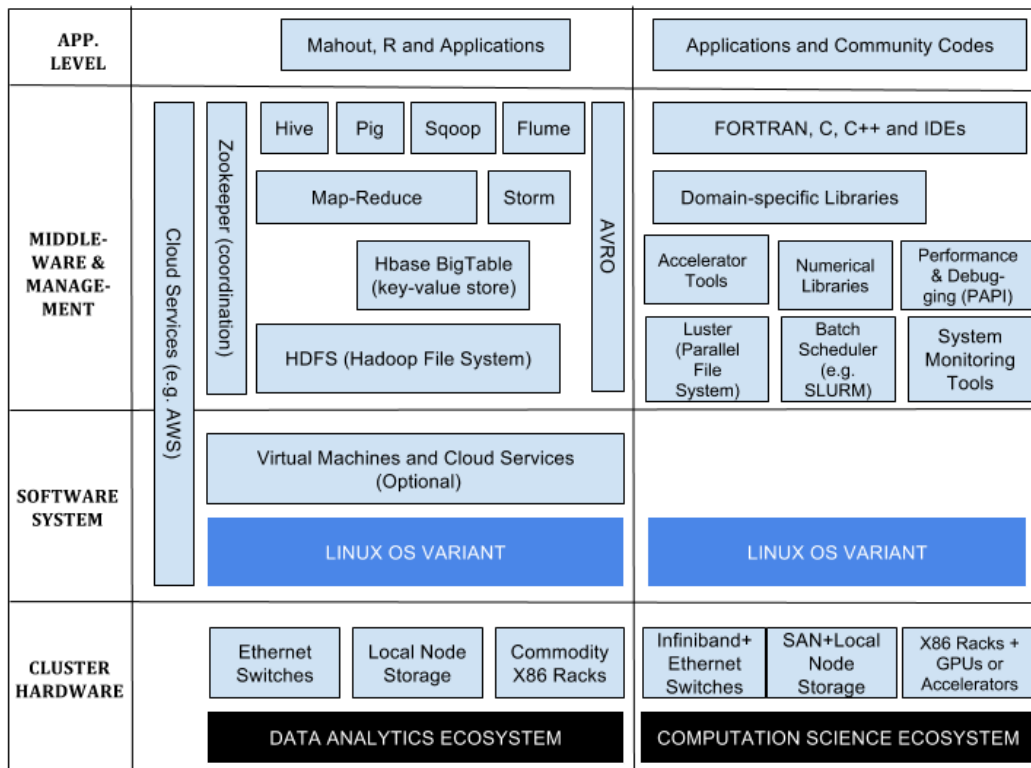 APP.
LEVEL
Mahout, R and Applications
Applications and Community Codes
MIDDLE-
WARE &
MANAGE-
MENT
Cloud Services (e.g. AWS)
Zookeeper (coordination)
Hive
Pig
Sqoop
Flume
Map-Reduce
Storm
Hbase BigTable
(key-value store)
HDFS (Hadoop File System)
AVRO
FORTRAN, C, C++ and IDEs
Domain-specific Libraries
Accelerator
Tools
Numerical
Libraries
Performance
& Debug-
ging (PAPI)
Luster
(Parallel
File
System)
Batch
Scheduler
(e.g.
SLURM)
System
Monitoring
Tools
SOFTWARE
SYSTEM
Virtual Machines and Cloud Services
(Optional)
LINUX OS VARIANT
LINUX OS VARIANT
CLUSTER
HARDWARE
Ethernet
Switches
Local Node
Storage
Commodity
X86 Racks
Infiniband+
Ethernet
Switches
SAN+Local
Node
Storage
X86 Racks +
GPUs or
Accelerators
DATA ANALYTICS ECOSYSTEM
COMPUTATION SCIENCE ECOSYSTEM